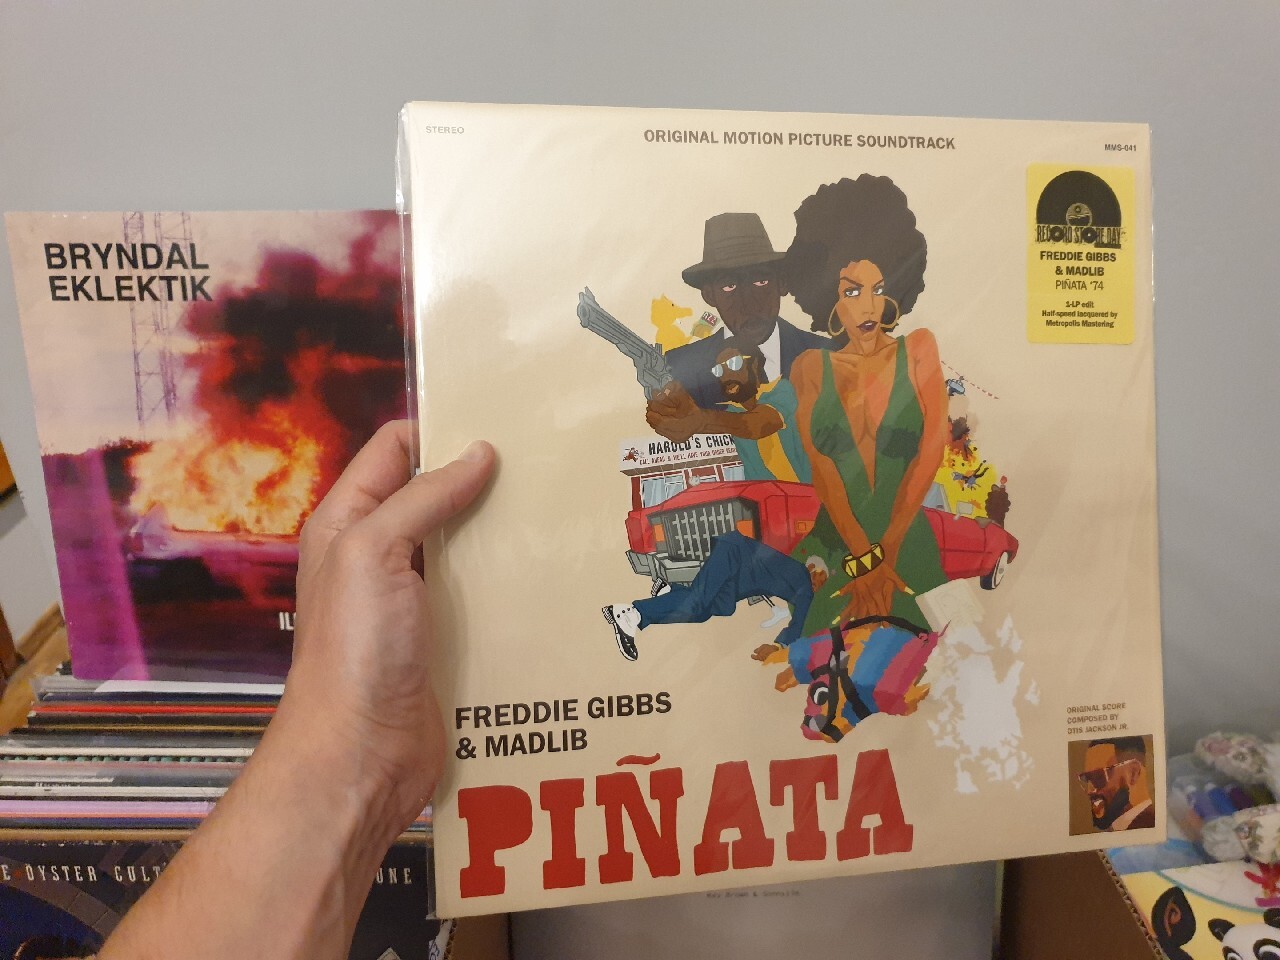 STEREO
ORIGINAL MOTION PICTURE SOUNDTRACK
MMS-041
RECORD STORE DAY
FREDDIE GIBBS
& MADLIB
PIÑATA '74
1-LP edit
Half-speed lacquered by
Metropolis Mastering
BRYNDAL
EKLEKTIK
HAROLD'S CHICK
FREDDIE GIBBS
& MADLIB
PIÑATA
ORIGINAL SCORE
COMPOSED BY
OTIS JACKSON JR.
OYSTER CULT